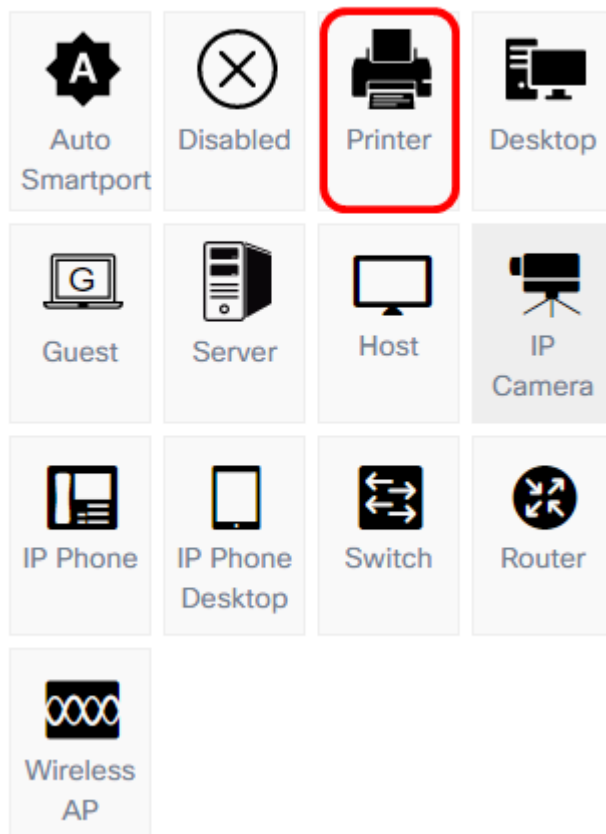 A
Auto
Smartport
Disabled
Printer
Desktop
G
Guest
Server
Host
IP
Camera
IP Phone
IP Phone
Desktop
Switch
Router
Wireless
AP